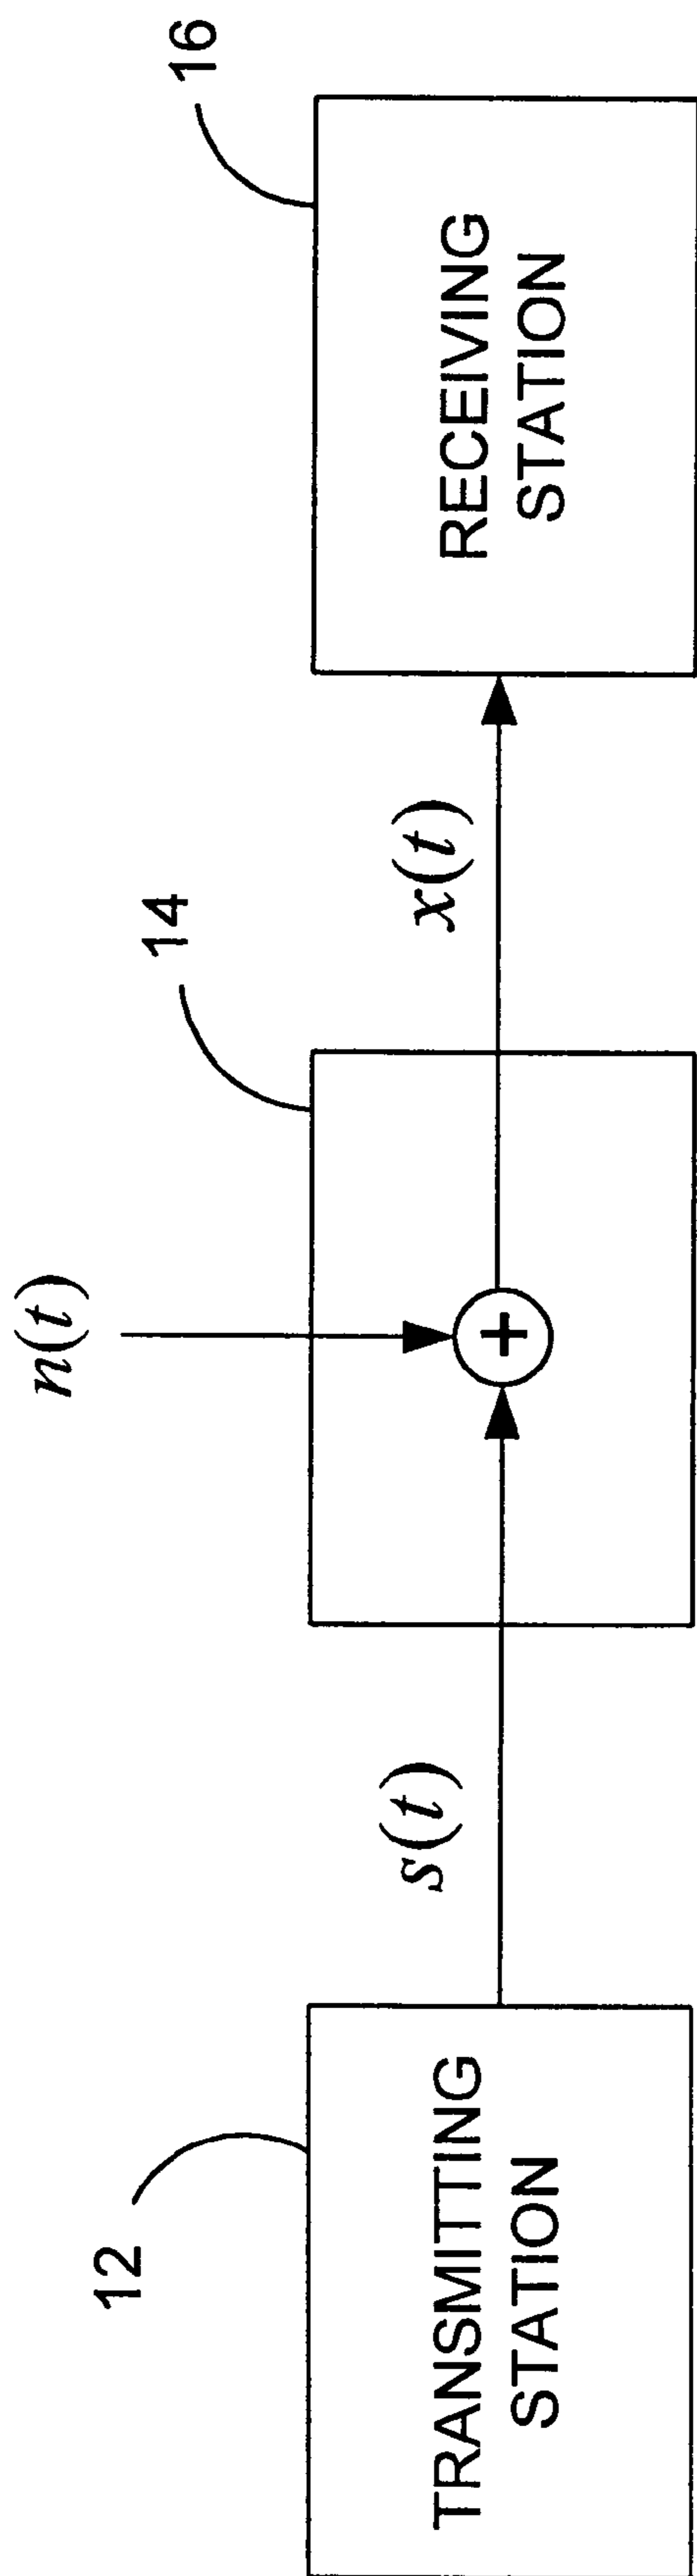 12
TRANSMITTING
STATION
s(t)
n(t)
14
+
x(t)
16
RECEIVING
STATION